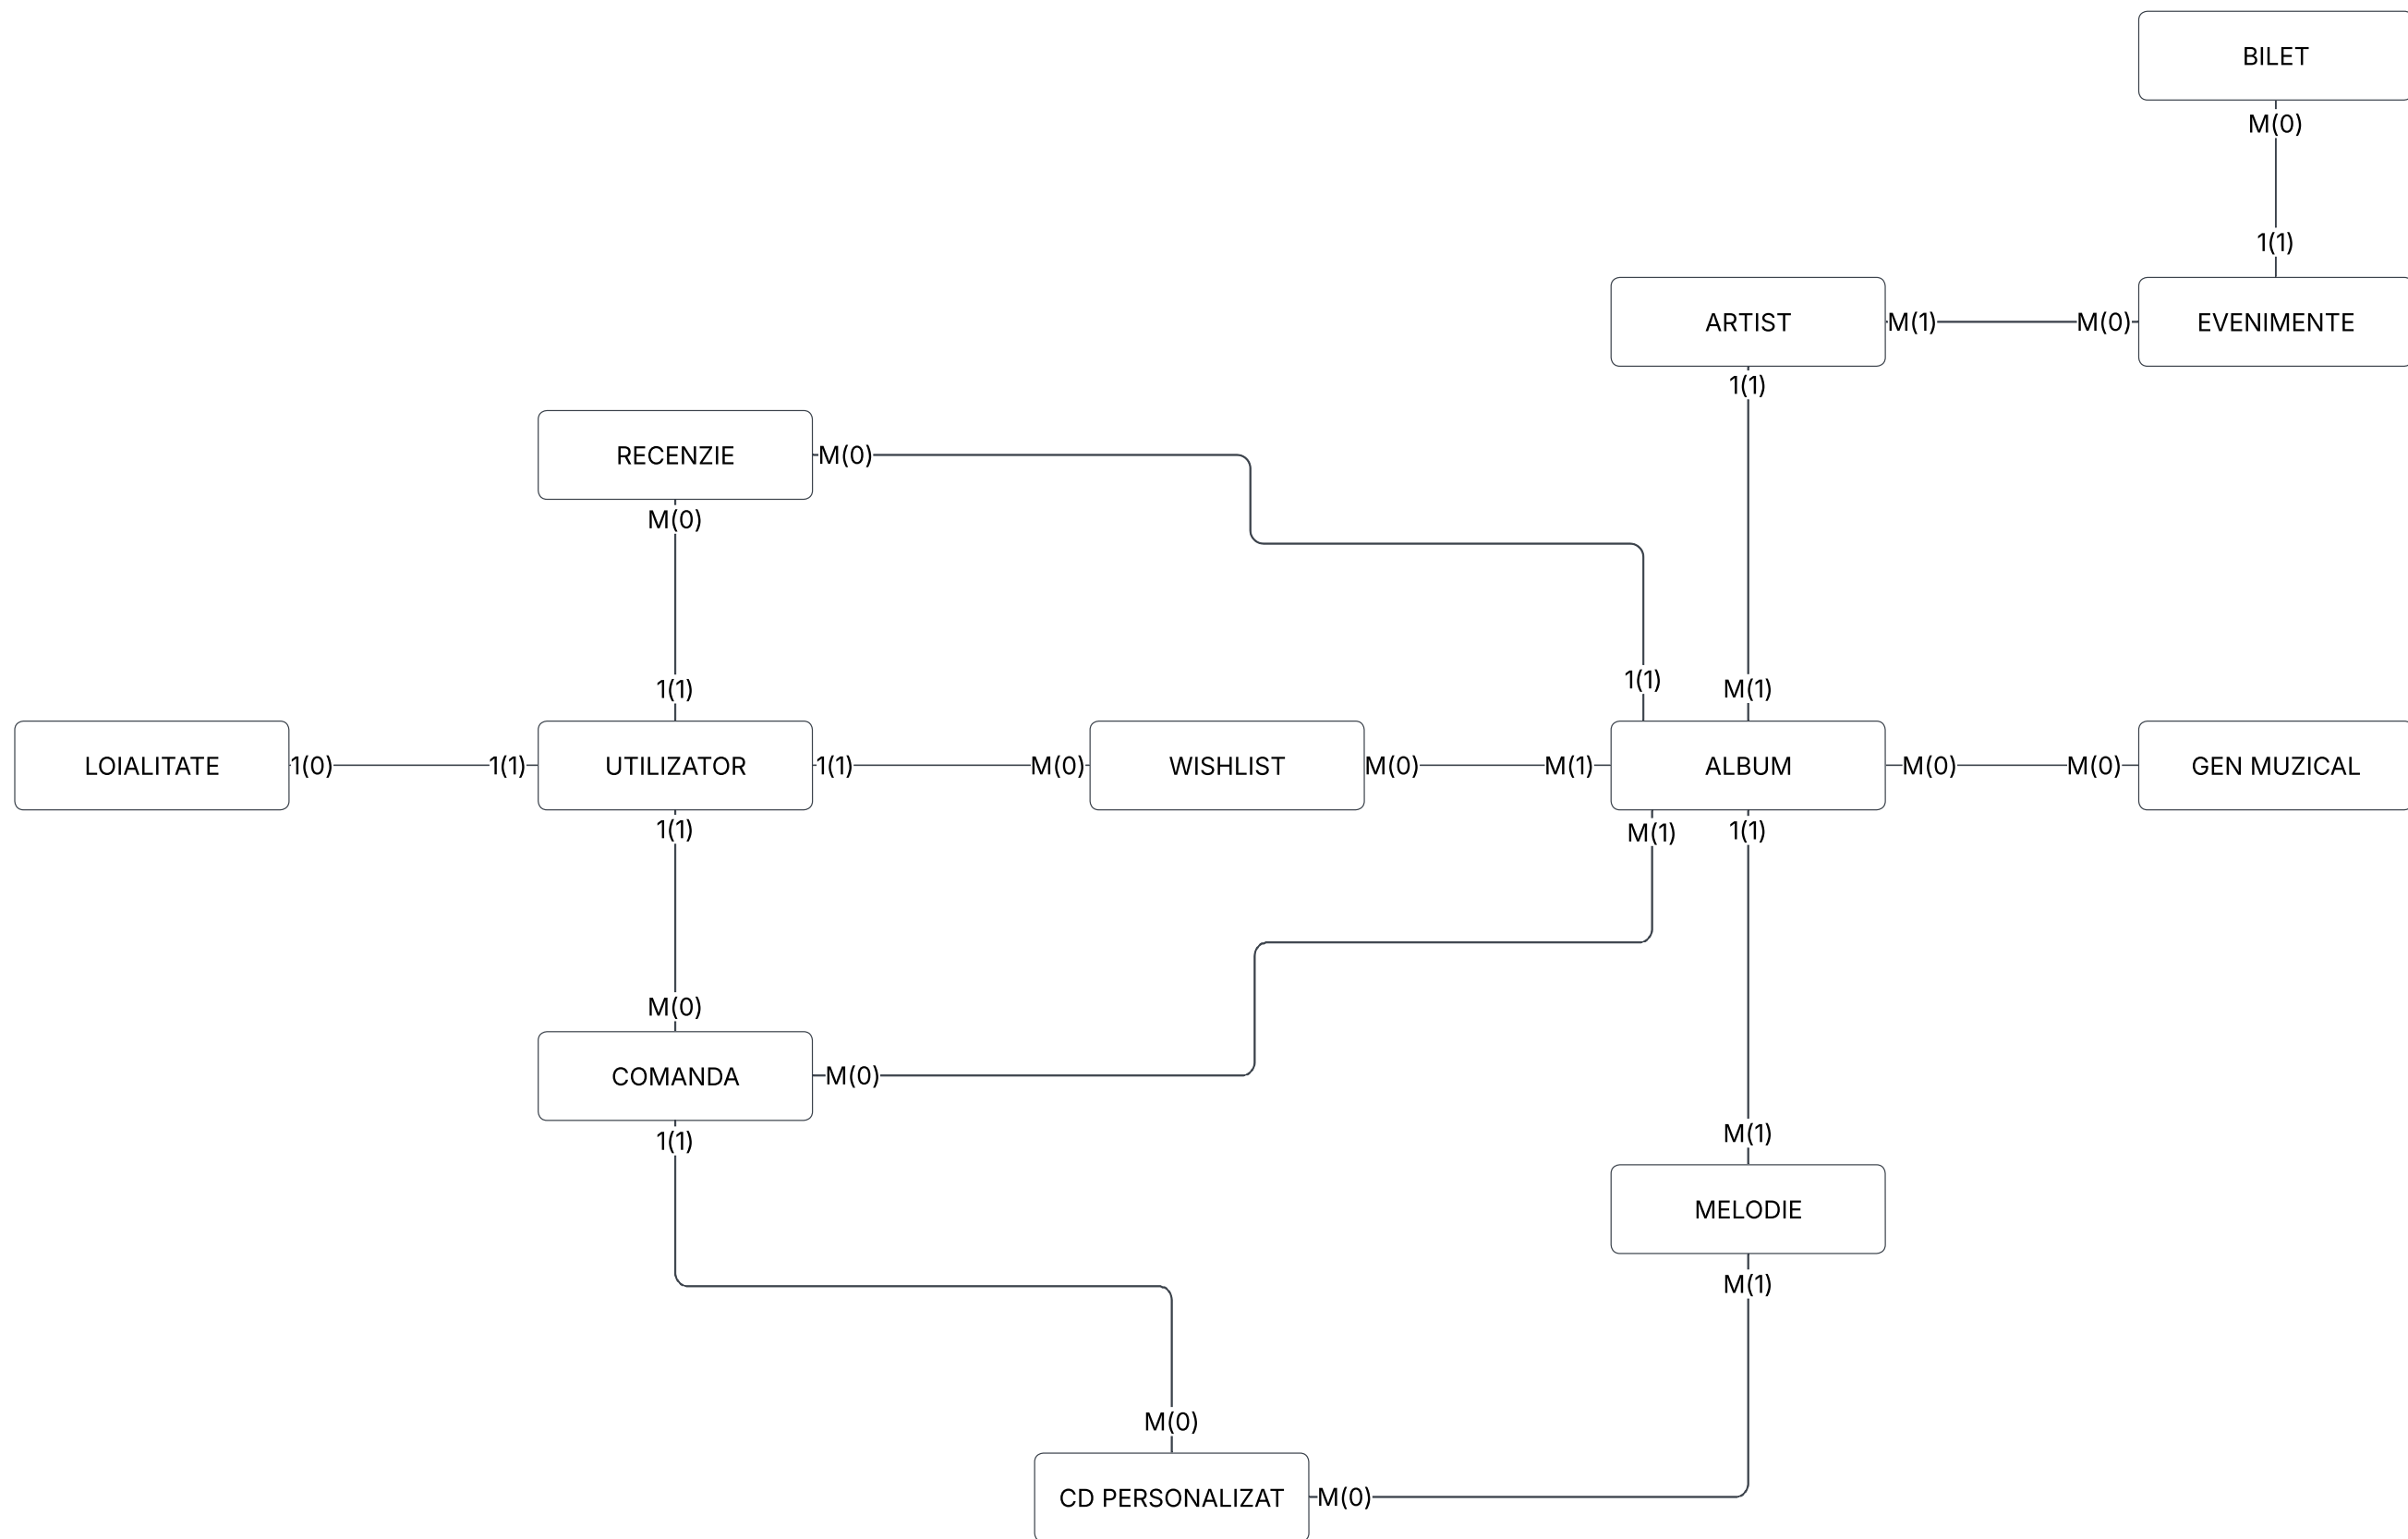 BILET
M(0)
1(1)
ARTIST
M(1)
M(0)
EVENIMENTE
1(1)
RECENZIE
M(0)
M(0)
1(1)
1(1)
M(1)
LOIALITATE
1(0)
1(1)
UTILIZATOR
1(1)
M(0)
WISHLIST
M(0)
M(1)
ALBUM
M(0)
M(0)
GEN MUZICAL
1(1)
M(1)
1(1)
M(0)
COMANDA
M(0)
1(1)
M(1)
MELODIE
M(1)
M(0)
CD PERSONALIZAT
M(0)